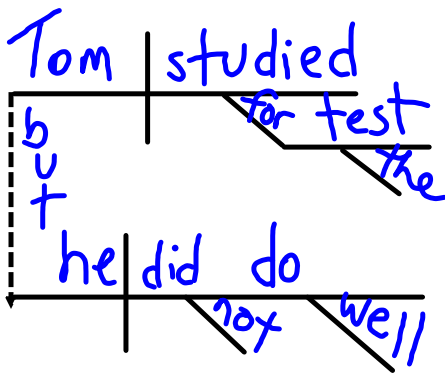 Tom studied
for test
the
but
he did do
not well